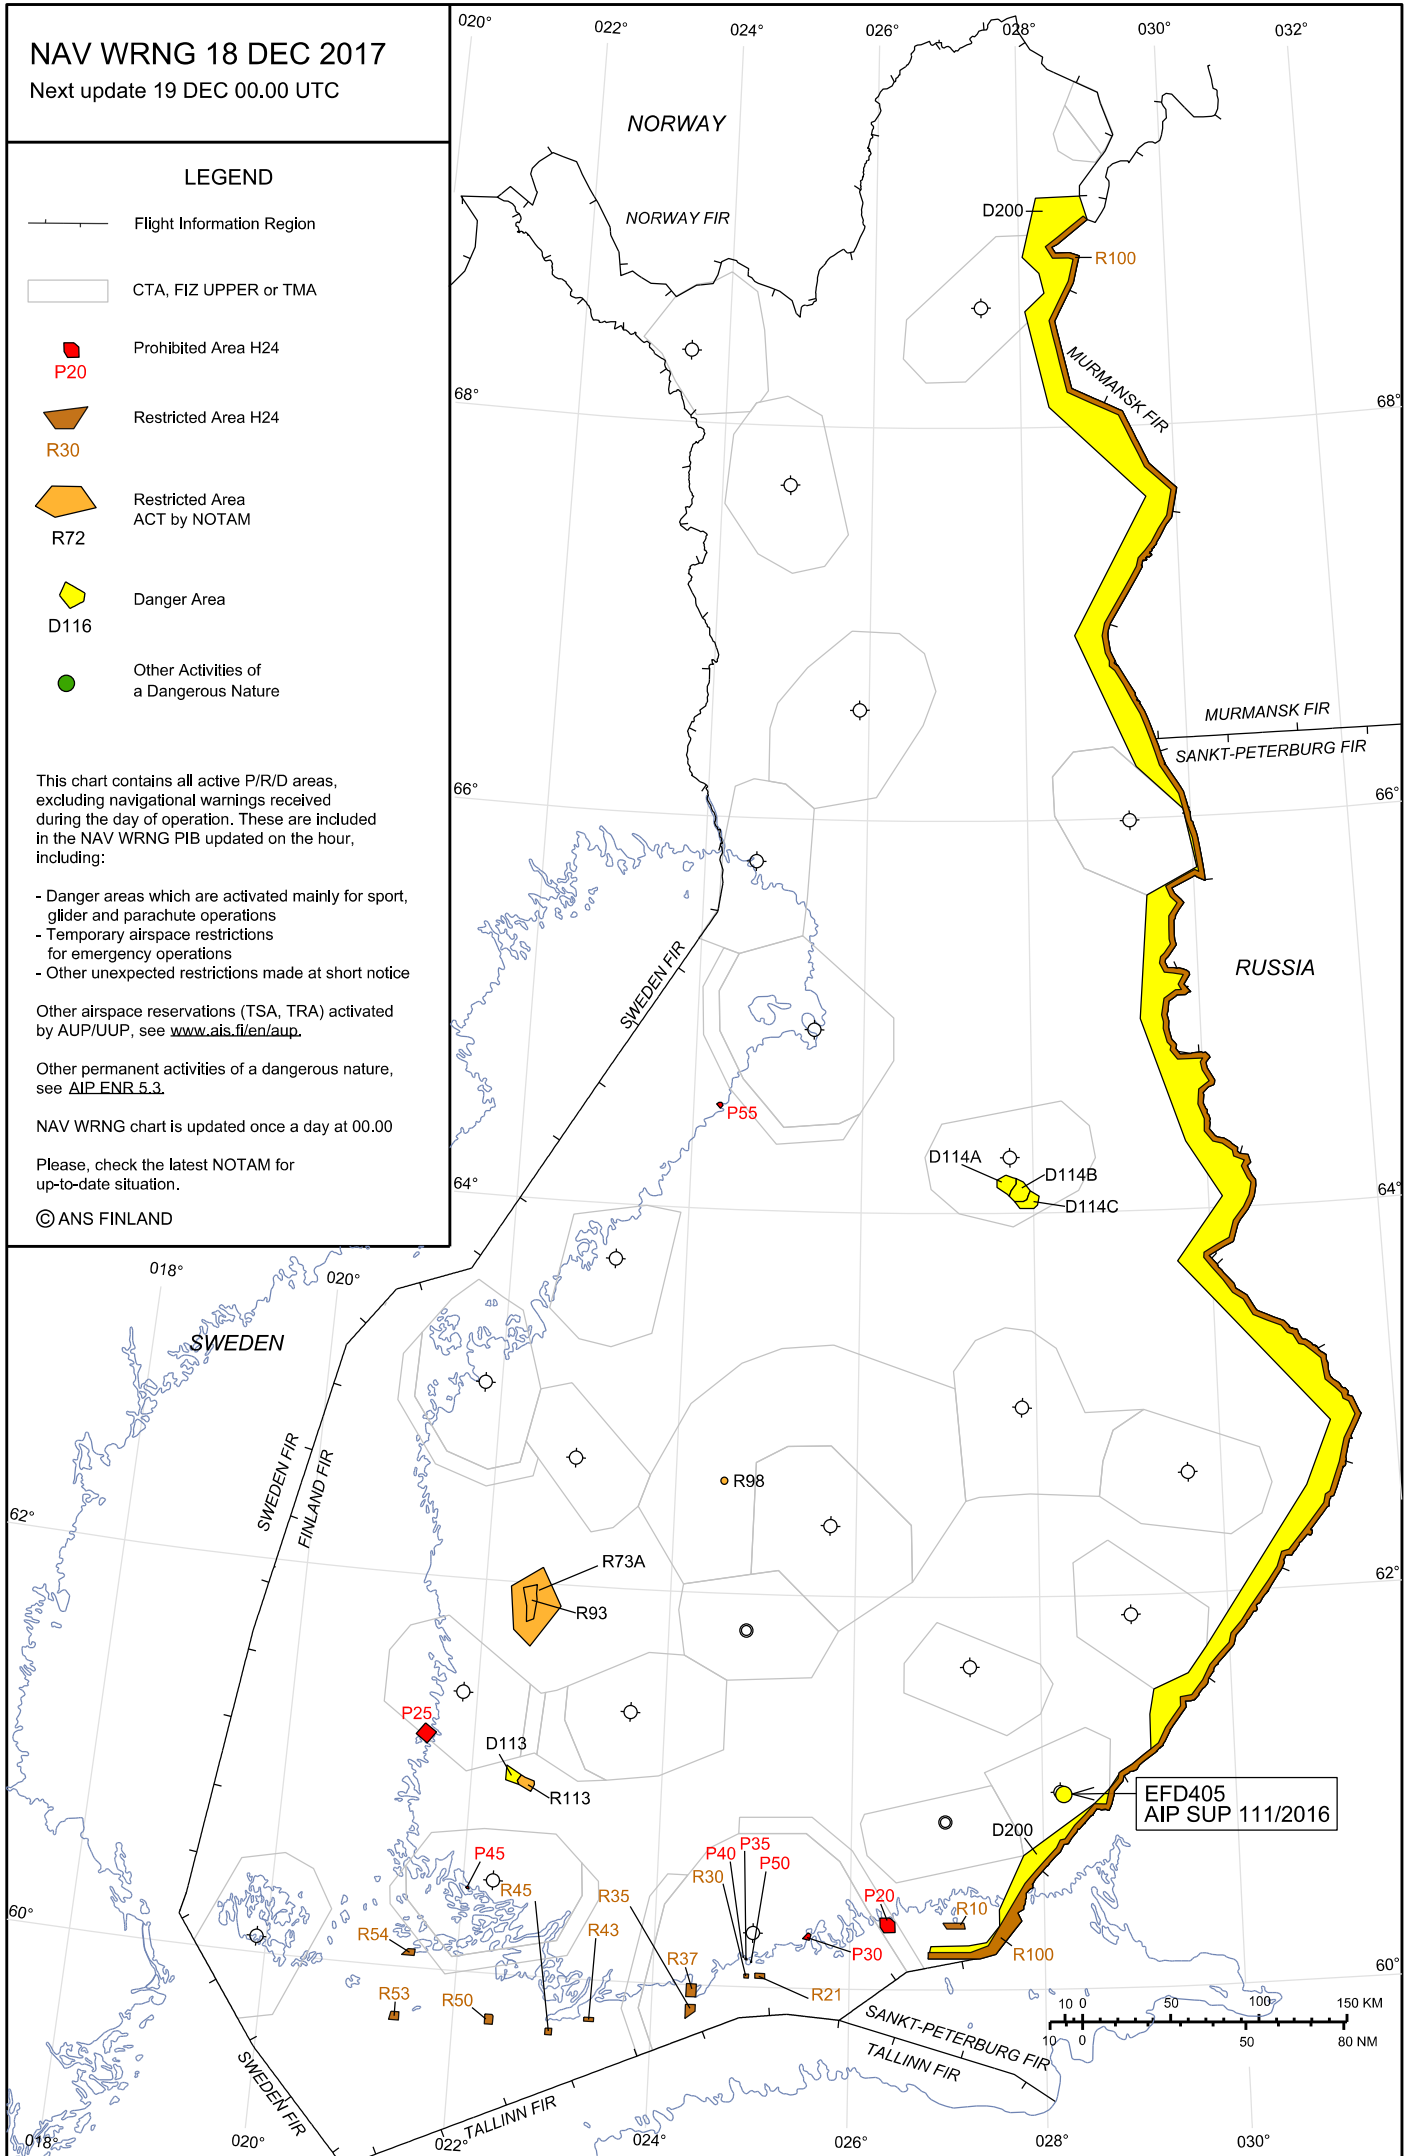 NAV WRNG 18 DEC 2017
Next update 19 DEC 00.00 UTC
LEGEND
Flight Information Region
CTA, FIZ UPPER or TMA
Prohibited Area H24
P20
Restricted Area H24
R30
Restricted Area
ACT by NOTAM
R72
Danger Area
D116
Other Activities of
a Dangerous Nature
This chart contains all active P/R/D areas,
excluding navigational warnings received
during the day of operation. These are included
in the NAV WRNG PIB updated on the hour,
including:
- Danger areas which are activated mainly for sport,
glider and parachute operations
- Temporary airspace restrictions
for emergency operations
- Other unexpected restrictions made at short notice
Other airspace reservations (TSA, TRA) activated
by AUP/UUP, see www.ais.fi/en/aup.
Other permanent activities of a dangerous nature,
see AIP ENR 5.3.
NAV WRNG chart is updated once a day at 00.00
Please, check the latest NOTAM for
up-to-date situation.
© ANS FINLAND
020°
022°
024°
026°
028°
030°
032°
NORWAY
NORWAY FIR
D200
R100
MURMANSK FIR
68°
68°
MURMANSK FIR
SANKT-PETERBURG FIR
66°
66°
SWEDEN FIR
RUSSIA
P55
D114A
D114B
D114C
64°
64°
018°
020°
SWEDEN
SWEDEN FIR
FINLAND FIR
R98
62°
62°
R73A
R93
P25
D113
R113
EFD405
AIP SUP 111/2016
D200
P45
P40
P35
P50
R30
R45
R35
R43
P20
R10
R54
R37
P30
R100
R21
R53
R50
60°
60°
10 0 50 100 150 KM
10 0 50 80 NM
SANKT-PETERBURG FIR
TALLINN FIR
SWEDEN FIR
TALLINN FIR
018°
020°
022°
024°
026°
028°
030°